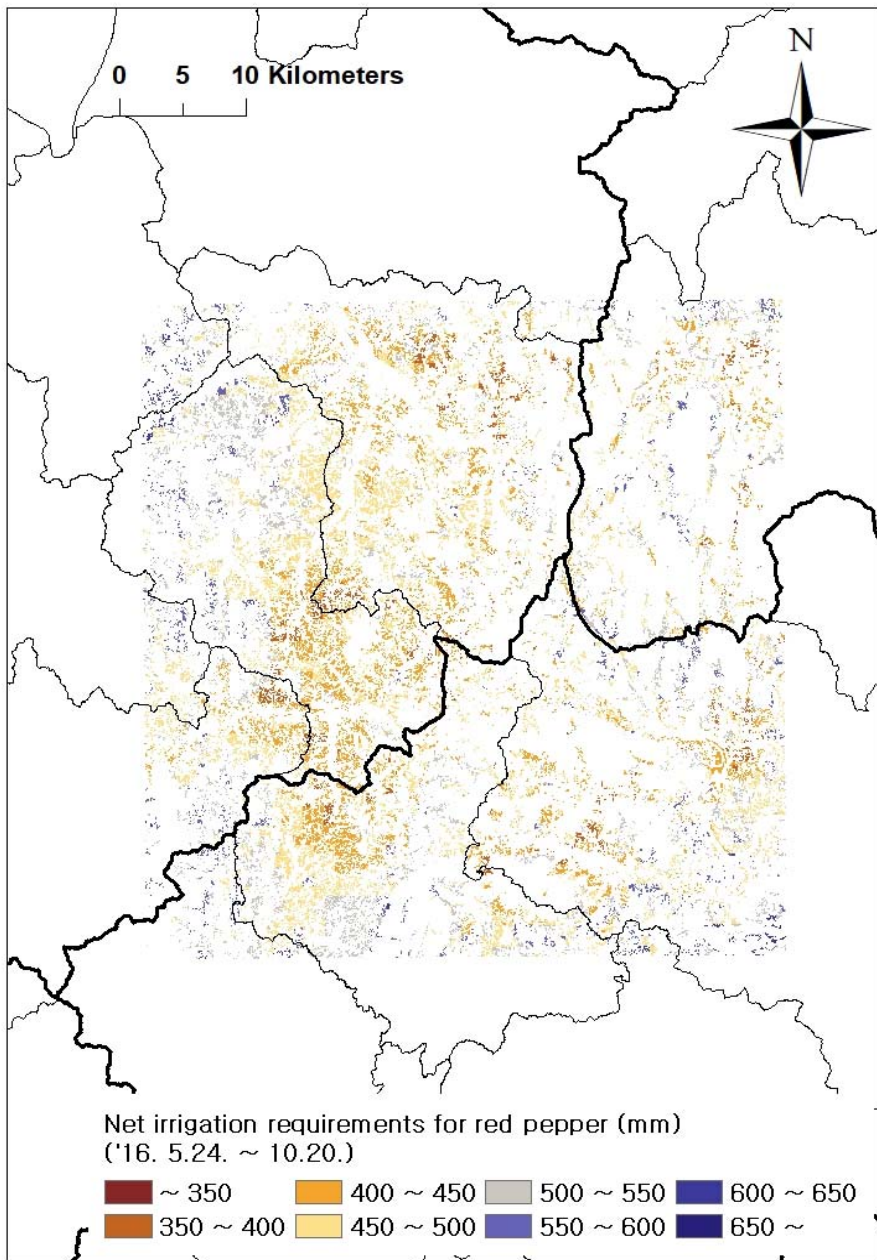 N
0 5 10 Kilometers
Net irrigation requirements for red pepper (mm)
('16. 5.24. ~ 10.20.)
~ 350 400 ~ 450 500 ~ 550 600 ~ 650
350 ~ 400 450 ~ 500 550 ~ 600 650 ~